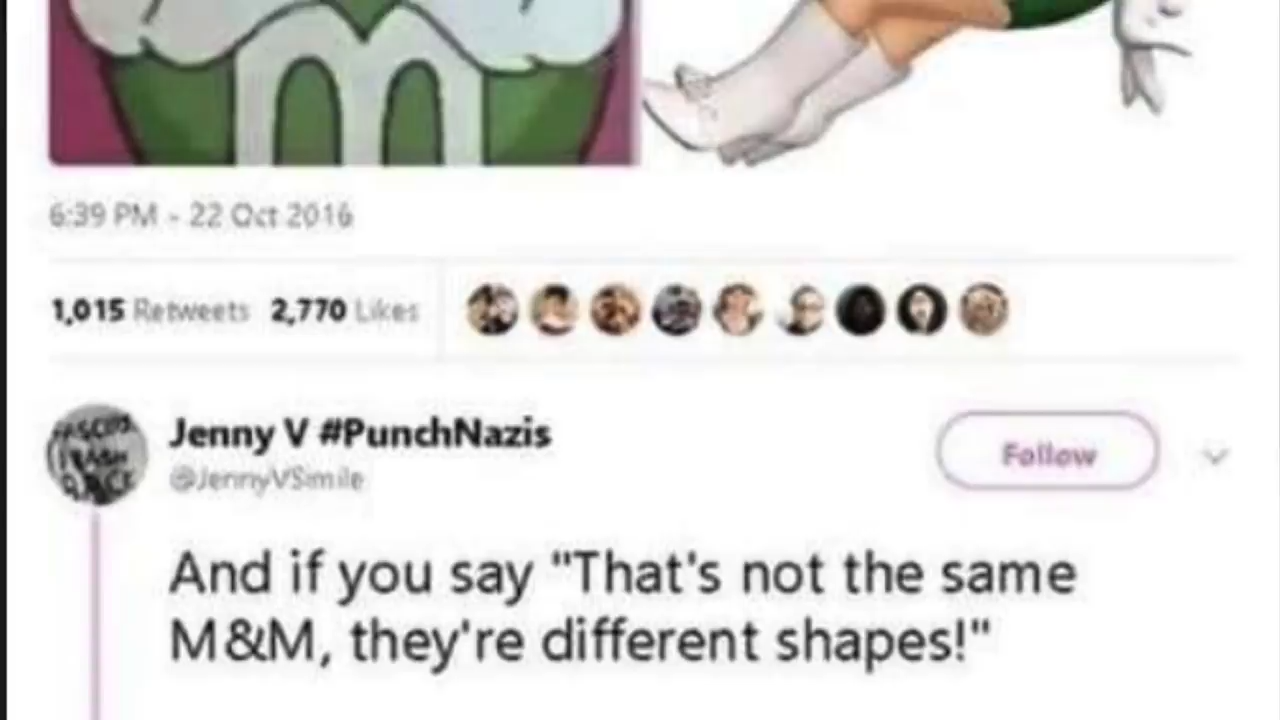 m
6:39 PM - 22 Oct 2016
1,015 Retweets 2,770 Likes
Jenny V #PunchNazis
Follow
@JennyVSimile
And if you say "That's not the same
M&M, they're different shapes!"